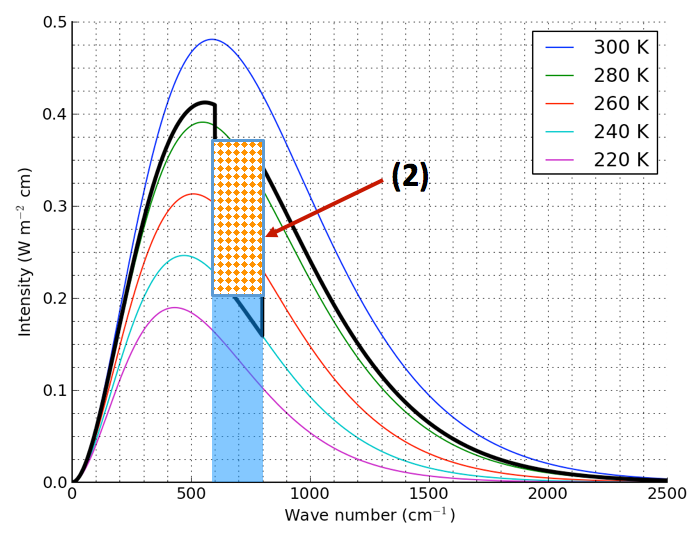 0.5
0.4
0.3
0.2
0.1
0.0
0
500
1000
1500
2000
2500
Intensity (W m⁻² cm)
Wave number (cm⁻¹)
300 K
280 K
260 K
240 K
220 K
(2)